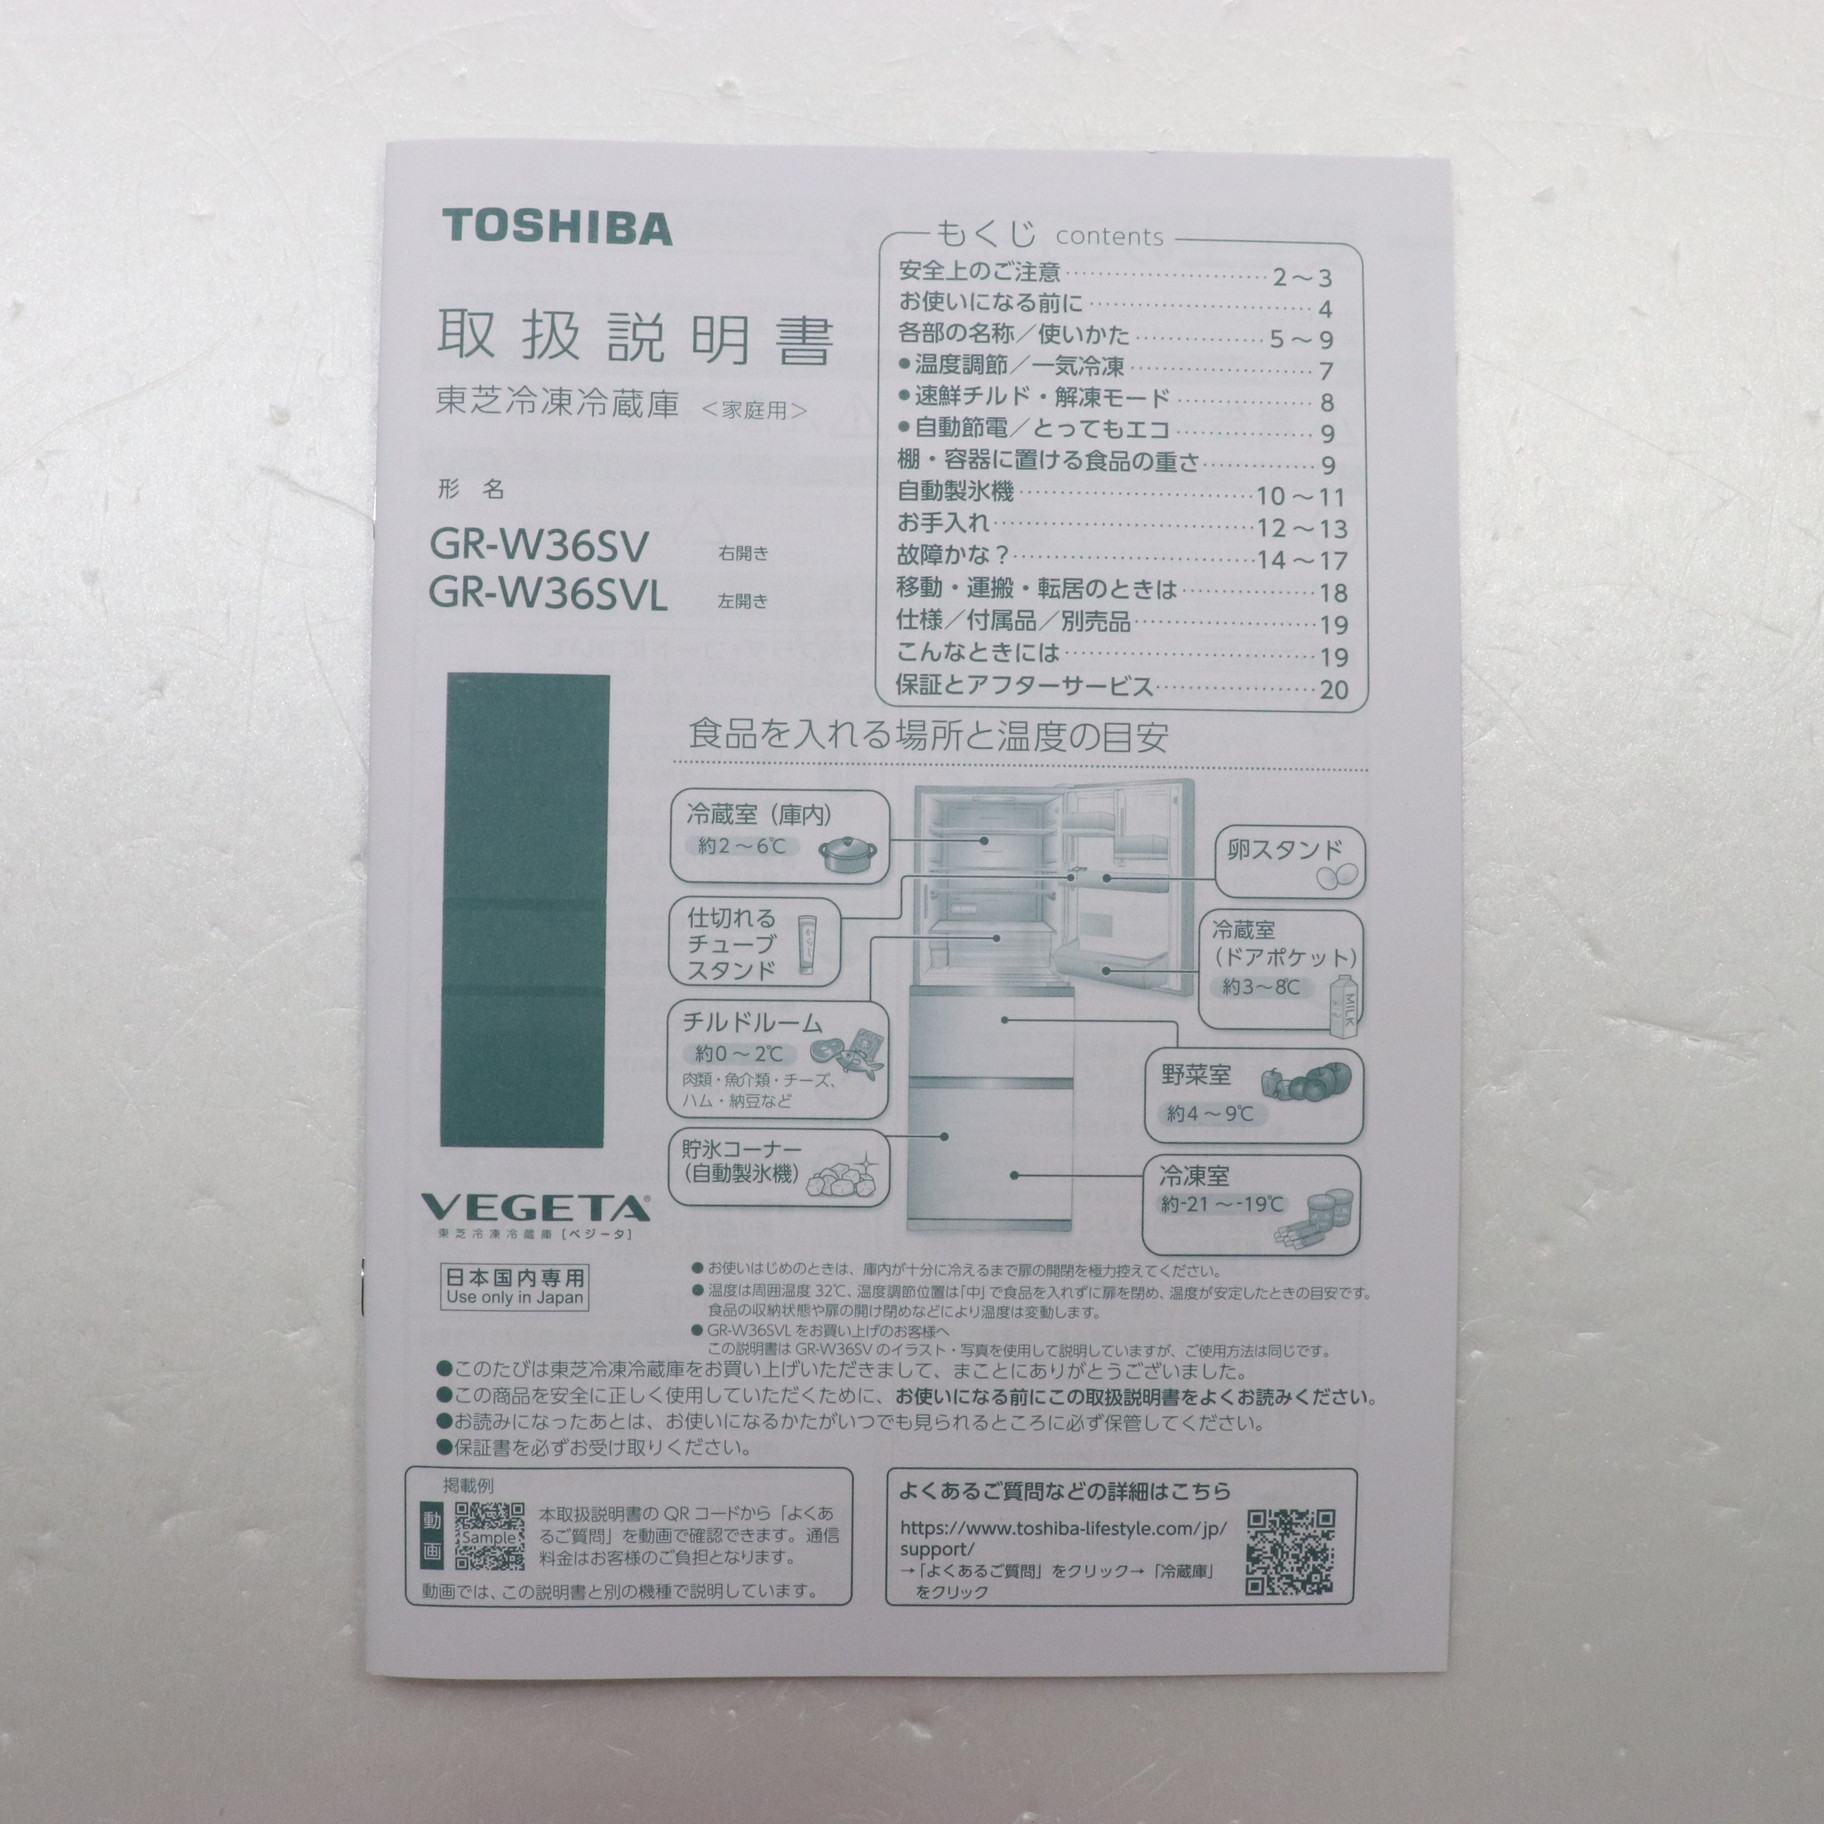 TOSHIBA
取扱説明書
東芝冷凍冷蔵庫 <家庭用>
形 名
GR-W36SV 右開き
GR-W36SVL 左開き
もくじ contents
安全上のご注意 2～3
お使いになる前に 4
各部の名称／使いかた 5～9
●温度調節／一気冷凍 7
●速鮮チルド・解凍モード 8
●自動節電／とってもエコ 9
棚・容器に置ける食品の重さ 9
自動製氷機 10～11
お手入れ 12～13
故障かな？ 14～17
移動・運搬・転居のときは 18
仕様／付属品／別売品 19
こんなときには 19
保証とアフターサービス 20
食品を入れる場所と温度の目安
冷蔵室（庫内）
約2～6℃
仕切れる
チューブ
スタンド
からし
チルドルーム
約0～2℃
肉類・魚介類・チーズ、
ハム・納豆など
貯氷コーナー
（自動製氷機）
卵スタンド
冷蔵室
（ドアポケット）
約3～8℃
MILK
野菜室
約4～9℃
冷凍室
約-21～-19℃
VEGETA®
東芝冷凍冷蔵庫［ベジータ］
日本国内専用
Use only in Japan
●お使いはじめのときは、庫内が十分に冷えるまで扉の開閉を極力控えてください。
●温度は周囲温度 32℃、温度調節位置は「中」で食品を入れずに扉を閉め、温度が安定したときの目安です。
食品の収納状態や扉の開け閉めなどにより温度は変動します。
●GR-W36SVL をお買い上げのお客様へ
この説明書は GR-W36SV のイラスト・写真を使用して説明していますが、ご使用方法は同じです。
●このたびは東芝冷凍冷蔵庫をお買い上げいただきまして、まことにありがとうございました。
●この商品を安全に正しく使用していただくために、お使いになる前にこの取扱説明書をよくお読みください。
●お読みになったあとは、お使いになるかたがいつでも見られるところに必ず保管してください。
●保証書を必ずお受け取りください。
掲載例
動画
Sample
本取扱説明書の QR コードから「よくあ
るご質問」を動画で確認できます。通信
料金はお客様のご負担となります。
動画では、この説明書と別の機種で説明しています。
よくあるご質問などの詳細はこちら
https://www.toshiba-lifestyle.com/jp/
support/
→「よくあるご質問」をクリック→「冷蔵庫」
をクリック